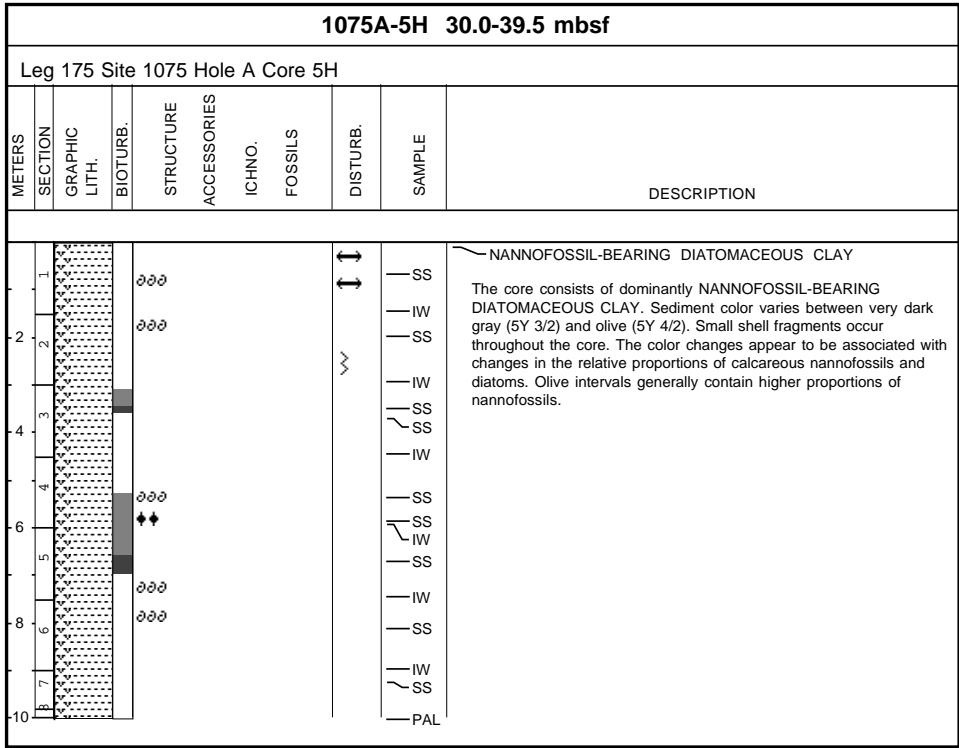 1075A-5H 30.0-39.5 mbsf
Leg 175 Site 1075 Hole A Core 5H
METERS
SECTION
GRAPHIC
LITH.
BIOTURB.
STRUCTURE
ACCESSORIES
ICHNO.
FOSSILS
DISTURB.
SAMPLE
DESCRIPTION
NANNOFOSSIL-BEARING DIATOMACEOUS CLAY
The core consists of dominantly NANNOFOSSIL-BEARING
DIATOMACEOUS CLAY. Sediment color varies between very dark
gray (5Y 3/2) and olive (5Y 4/2). Small shell fragments occur
throughout the core. The color changes appear to be associated with
changes in the relative proportions of calcareous nannofossils and
diatoms. Olive intervals generally contain higher proportions of
nannofossils.
1
SS
IW
2
2
SS
IW
3
SS
SS
4
IW
4
SS
SS
6
IW
5
SS
IW
8
6
SS
IW
7
SS
8
10
PAL